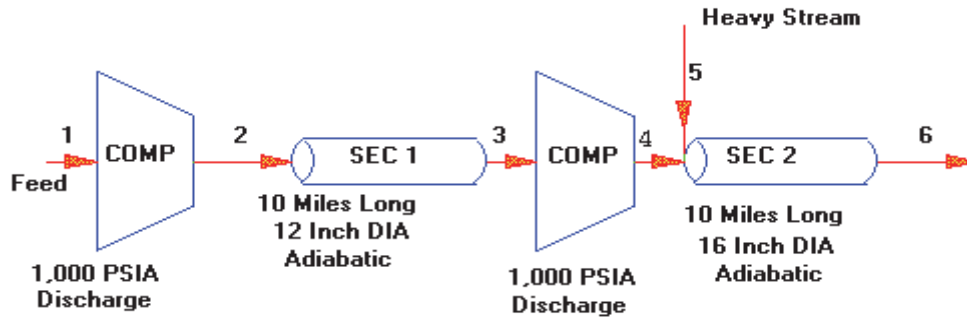 Heavy Stream
1
COMP
2
SEC 1
3
COMP
4
5
SEC 2
6
Feed
10 Miles Long
12 Inch DIA
Adiabatic
10 Miles Long
16 Inch DIA
Adiabatic
1,000 PSIA
Discharge
1,000 PSIA
Discharge